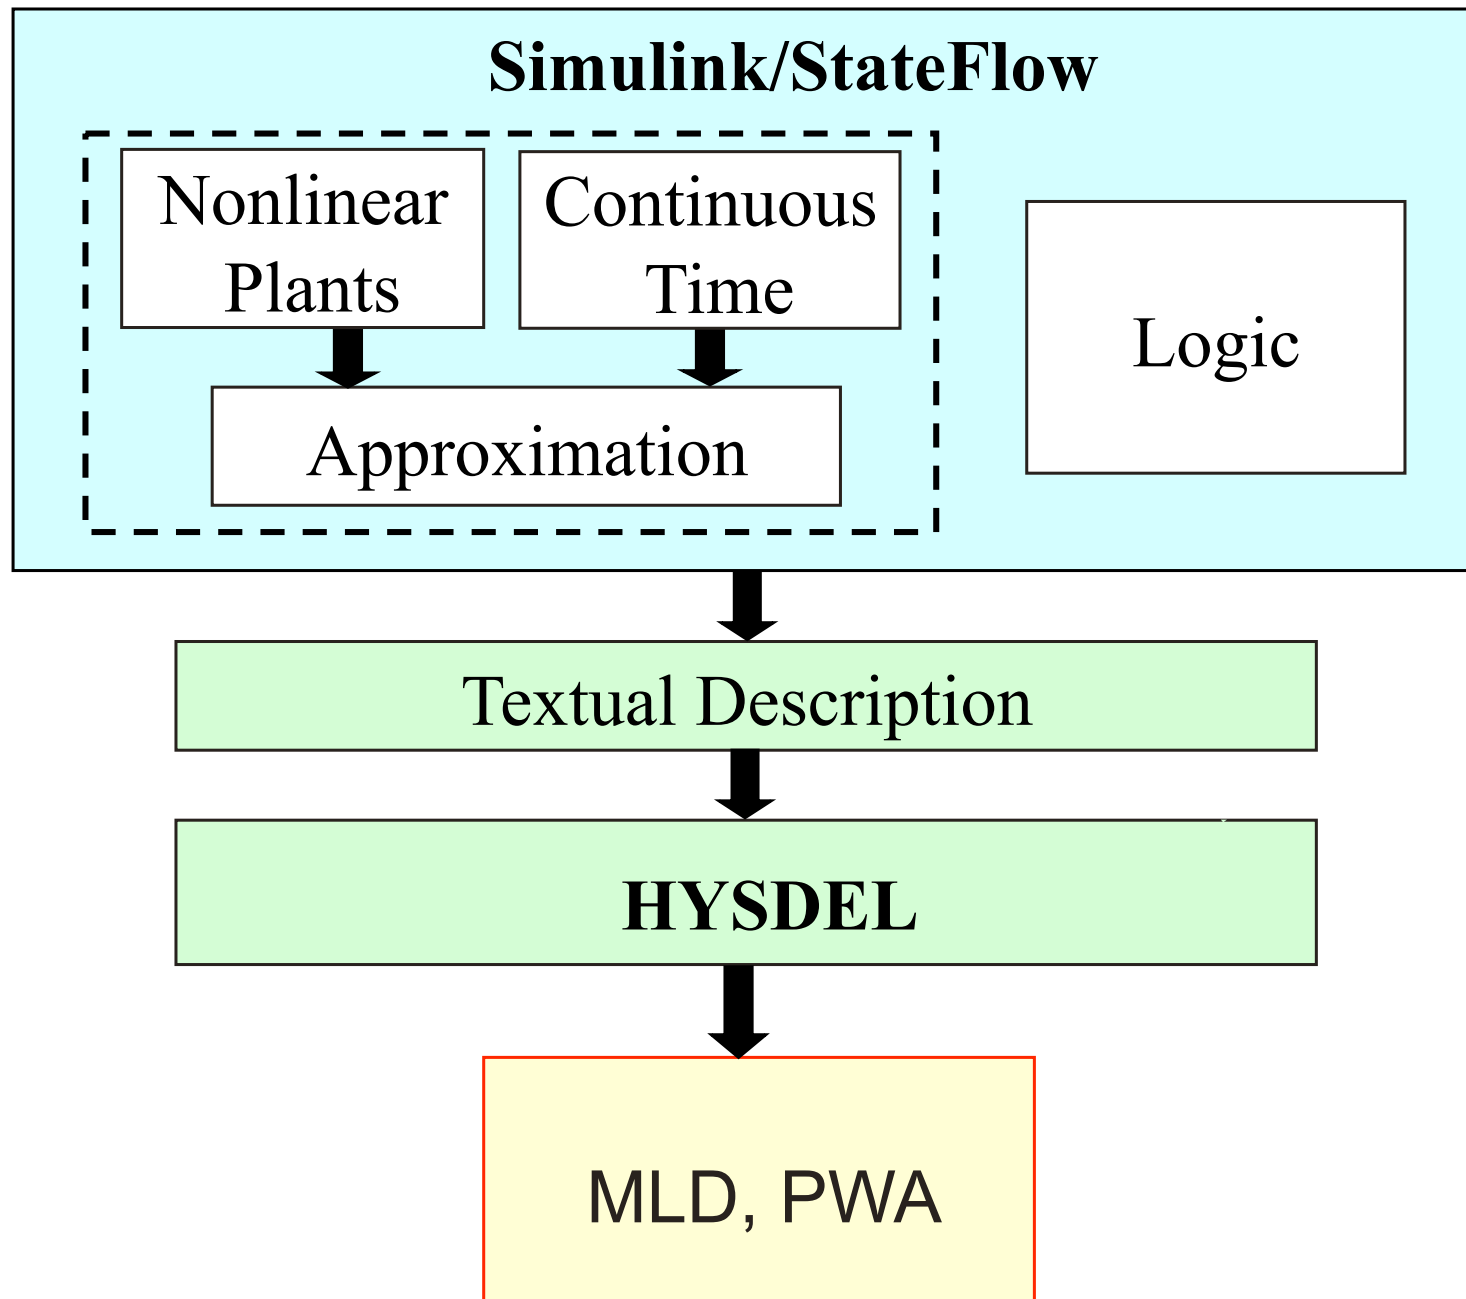 Simulink/StateFlow
Nonlinear
Plants
Continuous
Time
Logic
Approximation
Textual Description
HYSDEL
MLD, PWA